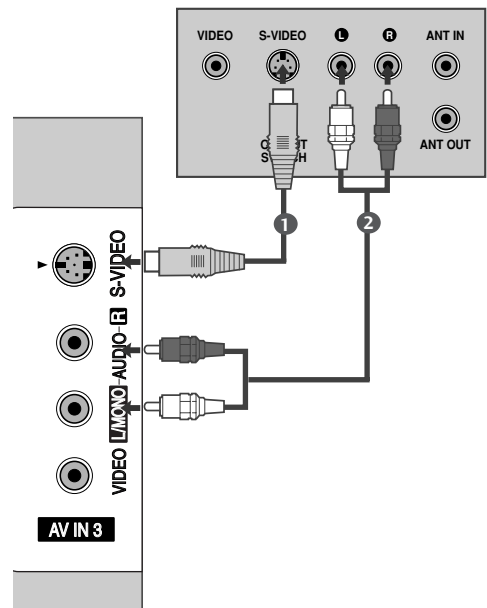 VIDEO S-VIDEO L R ANT IN
ANT OUT
1 2
S-VIDEO
VIDEO L/MONO AUDIO R
AV IN 3